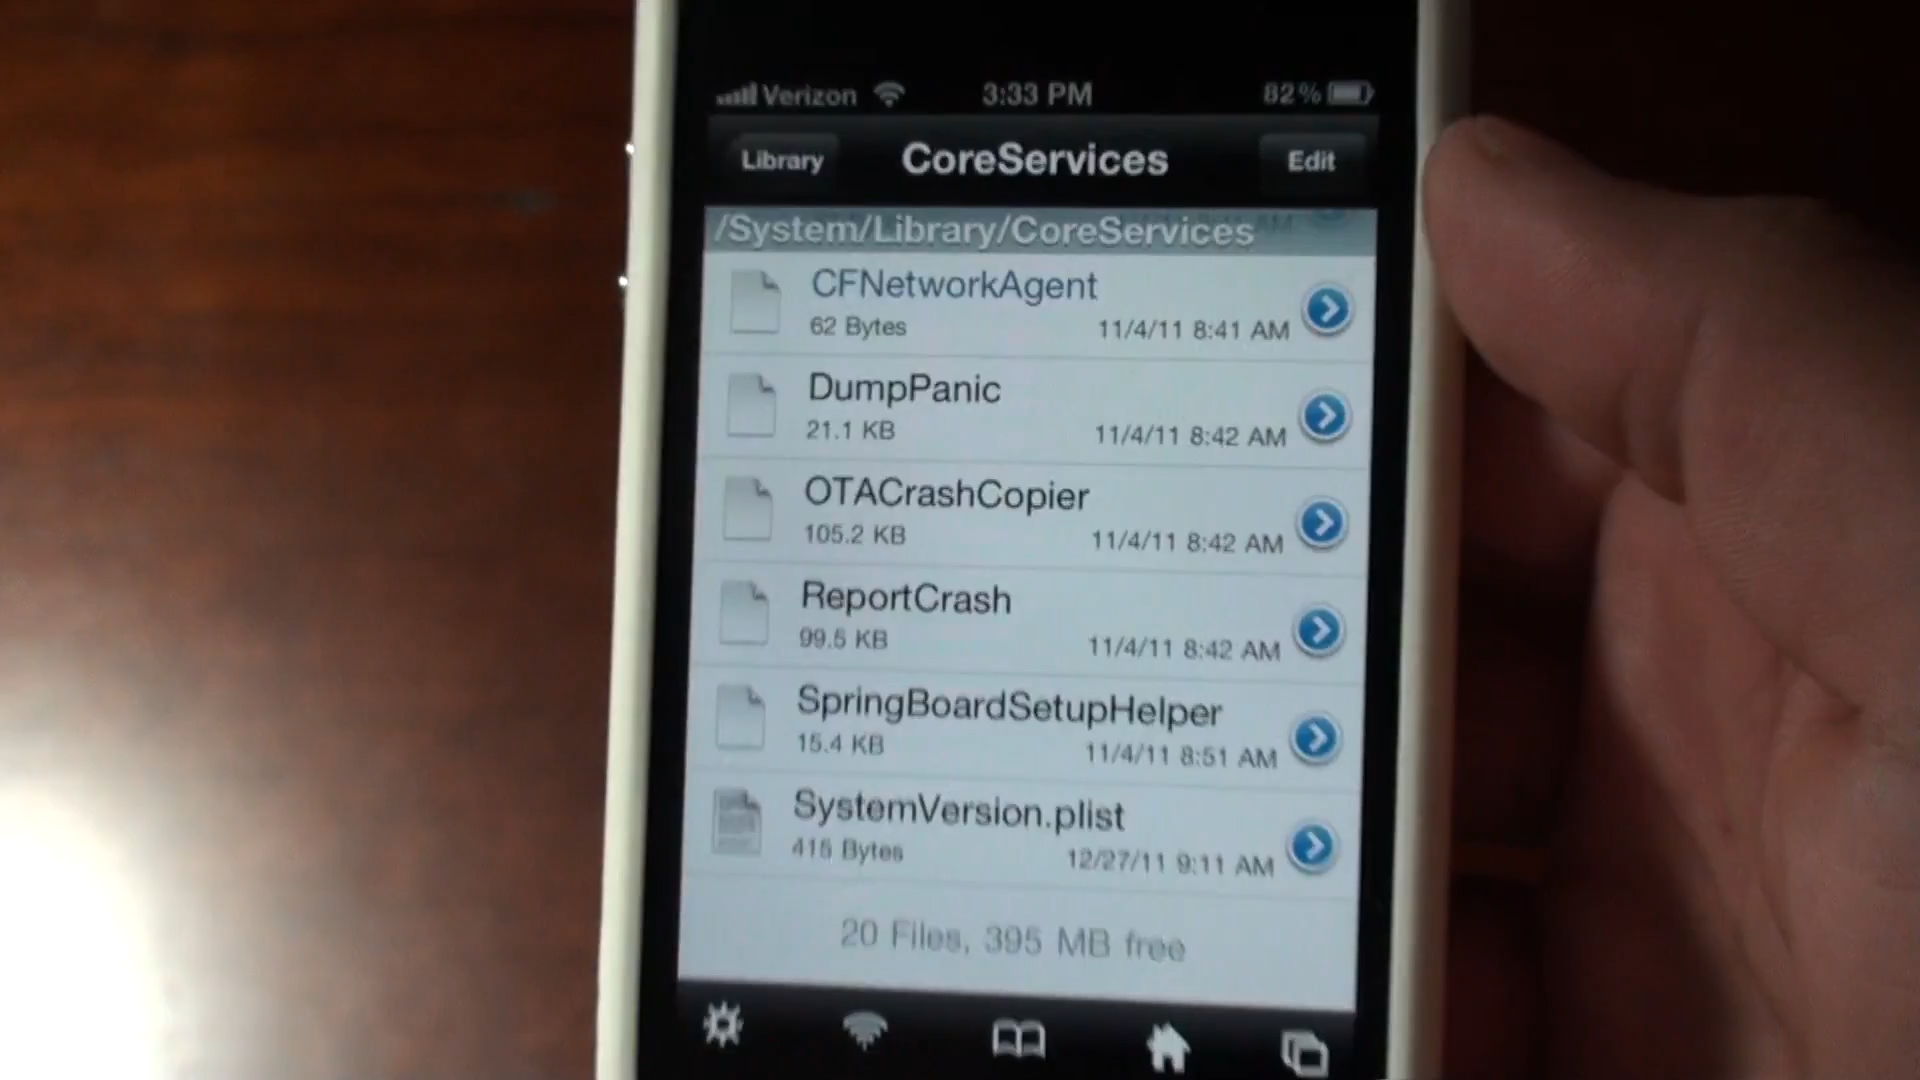 Verizon 3:33 PM 82%
Library CoreServices Edit
/System/Library/CoreServices
CFNetworkAgent
62 Bytes 11/4/11 8:41 AM
DumpPanic
21.1 KB 11/4/11 8:42 AM
OTACrashCopier
105.2 KB 11/4/11 8:42 AM
ReportCrash
99.5 KB 11/4/11 8:42 AM
SpringBoardSetupHelper
15.4 KB 11/4/11 8:51 AM
SystemVersion.plist
415 Bytes 12/27/11 9:11 AM
20 Files, 395 MB free